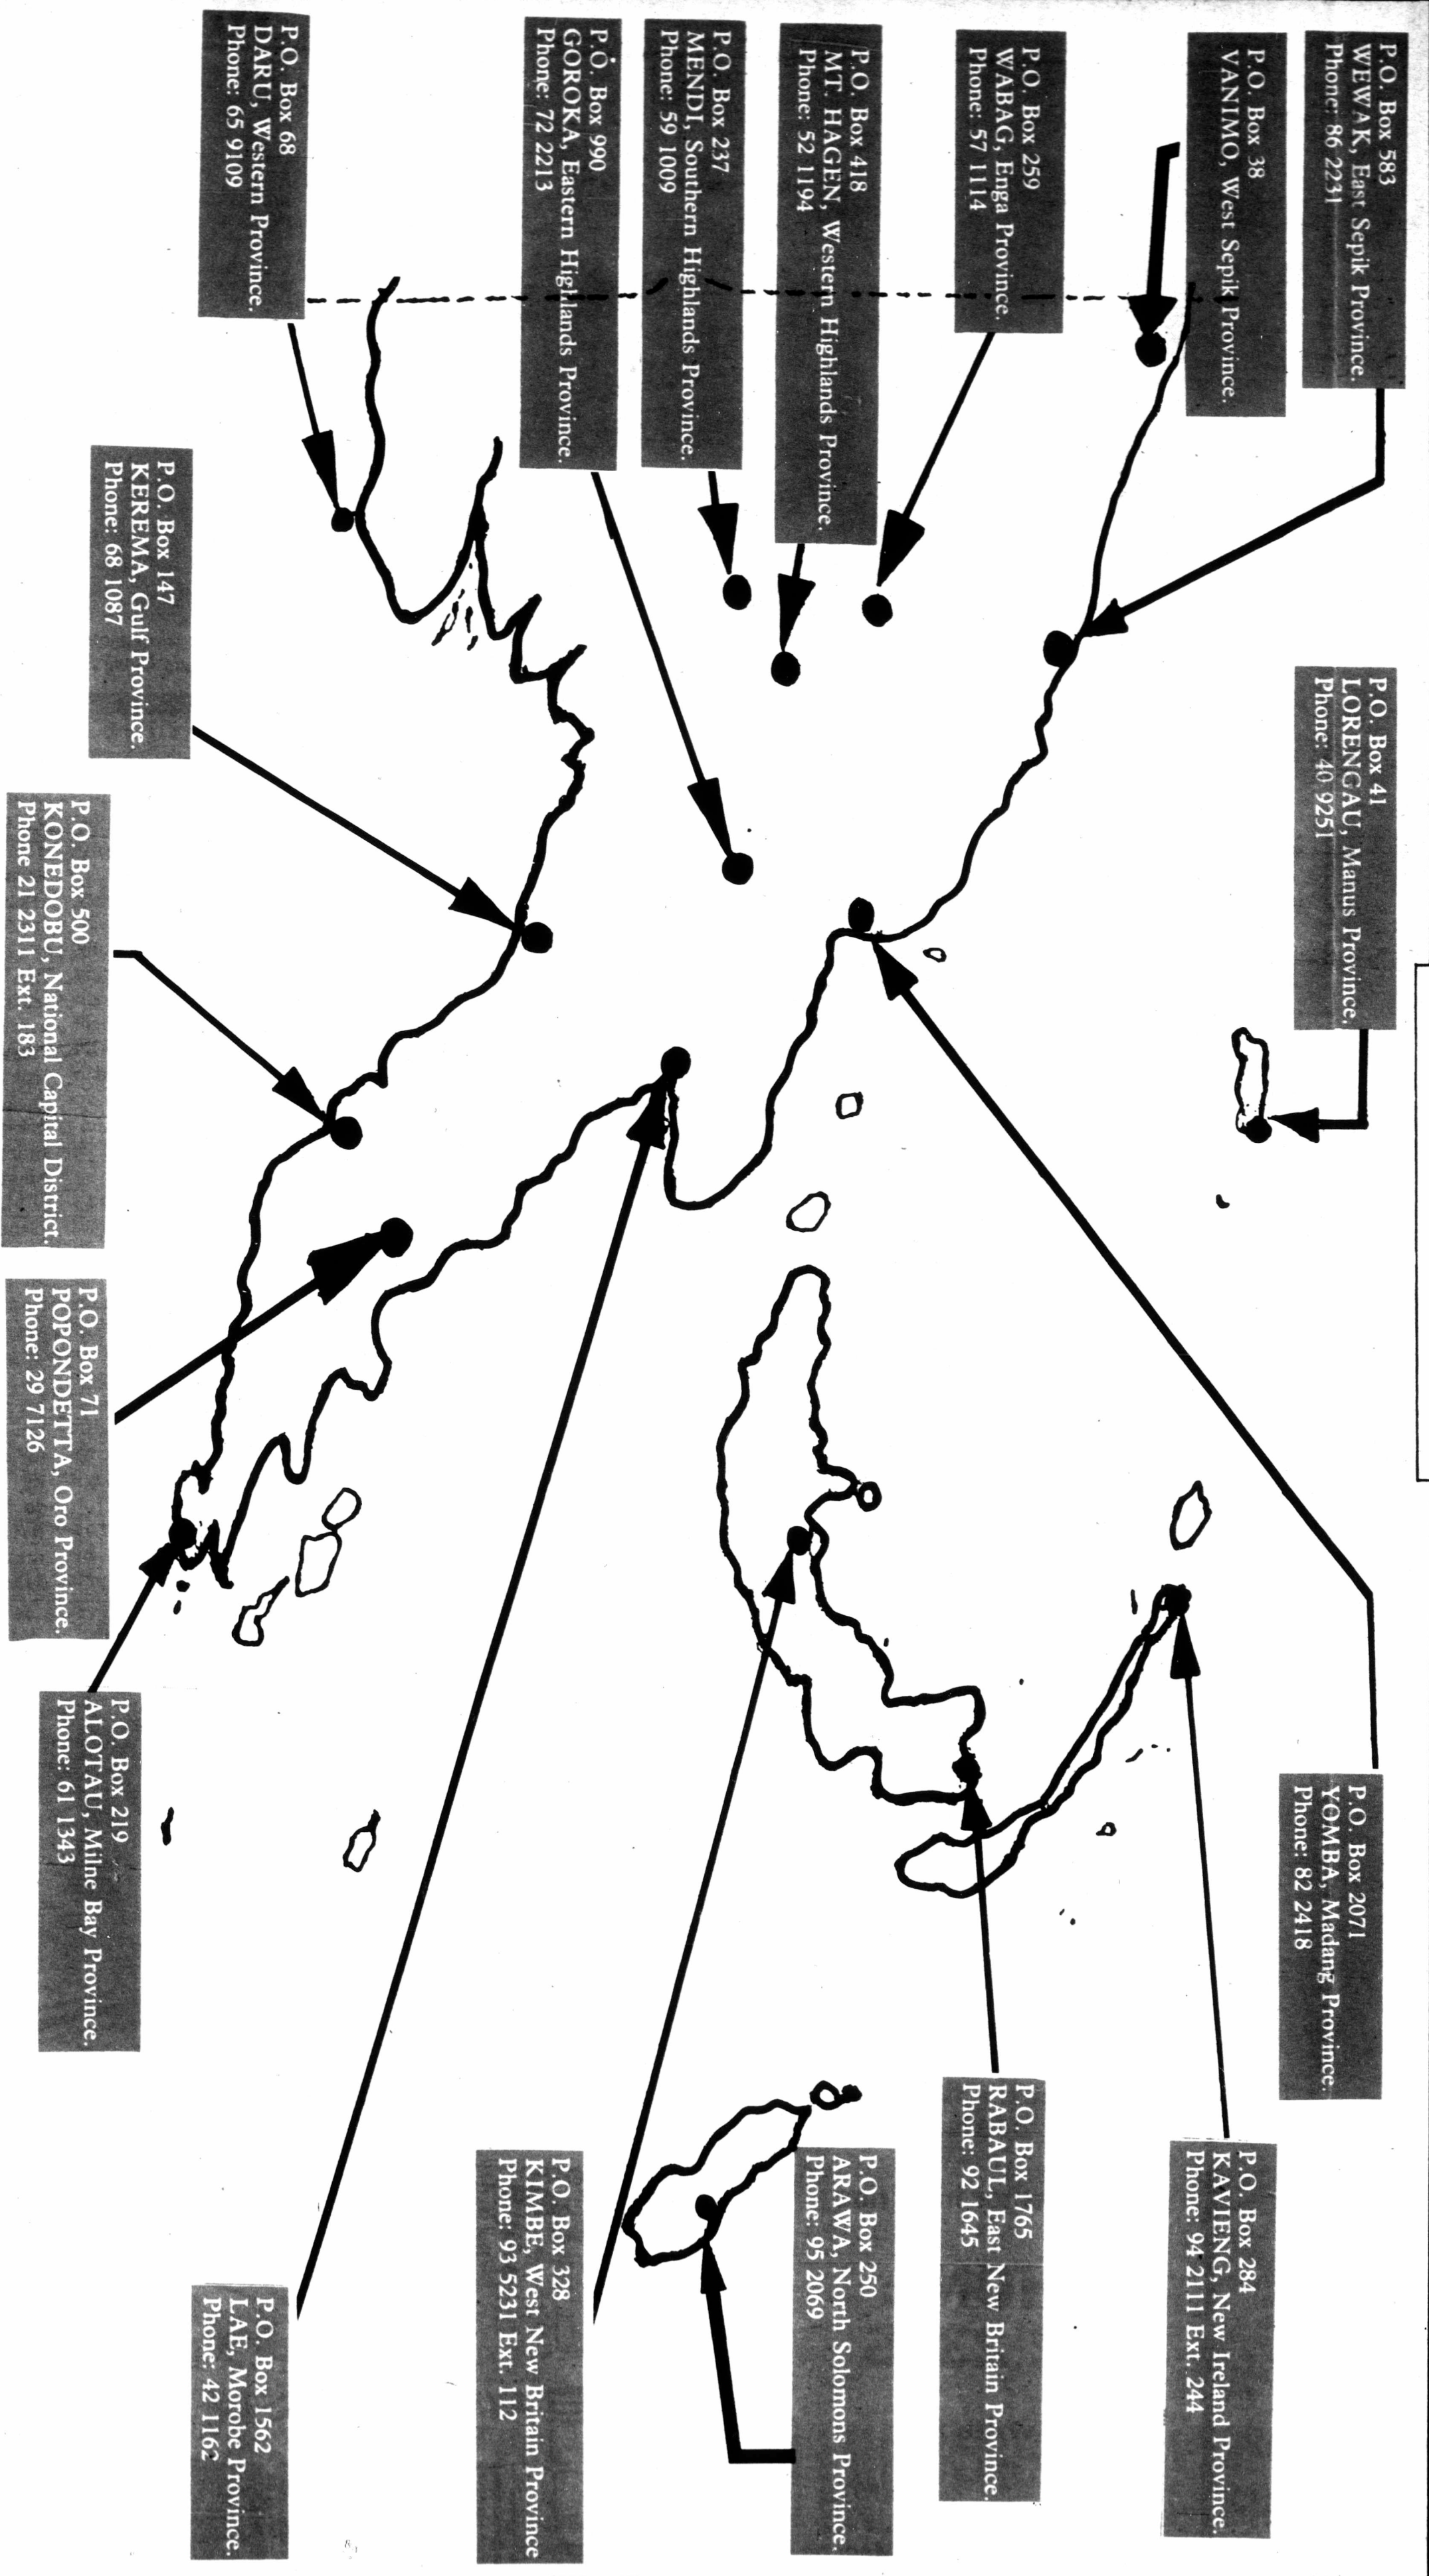 P.O. Box 583
WEWAK, East Sepik Province.
Phone: 86 2231
P.O. Box 38
VANIMO, West Sepik Province.
P.O. Box 259
WABAG, Enga Province.
Phone: 57 1114
P.O. Box 418
MT. HAGEN, Western Highlands Province.
Phone: 52 1194
P.O. Box 237
MENDI, Southern Highlands Province.
Phone: 59 1009
P.O. Box 990
GOROKA, Eastern Highlands Province.
Phone: 72 2213
P.O. Box 68
DARU, Western Province.
Phone: 65 9109
P.O. Box 41
LORENGAU, Manus Province.
Phone: 40 9251
P.O. Box 147
KEREMA, Gulf Province.
Phone: 68 1087
P.O. Box 500
KONEDOBU, National Capital District.
Phone 21 2311 Ext. 183
P.O. Box 71
POPONDETTA, Oro Province.
Phone: 29 7126
P.O. Box 219
ALOTAU, Milne Bay Province.
Phone: 61 1343
P.O. Box 2071
YOMBA, Madang Province.
Phone: 82 2418
P.O. Box 284
KAVIENG, New Ireland Province.
Phone: 94 2111 Ext. 244
P.O. Box 1765
RABAUL, East New Britain Province.
Phone: 92 1645
P.O. Box 250
ARAWA, North Solomons Province.
Phone: 95 2069
P.O. Box 328
KIMBE, West New Britain Province
Phone: 93 5231 Ext. 112
P.O. Box 1562
LAE, Morobe Province.
Phone: 42 1162